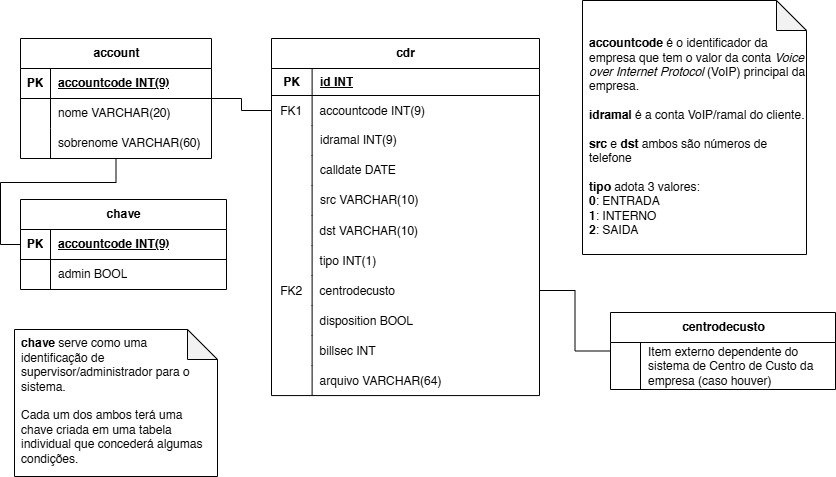 account
PK accountcode INT(9)
nome VARCHAR(20)
sobrenome VARCHAR(60)
chave
PK accountcode INT(9)
admin BOOL
chave serve como uma
identificação de
supervisor/administrador para o
sistema.
Cada um dos ambos terá uma
chave criada em uma tabela
individual que concederá algumas
condições.
cdr
PK id INT
FK1 accountcode INT(9)
idramal INT(9)
calldate DATE
src VARCHAR(10)
dst VARCHAR(10)
tipo INT(1)
FK2 centrodecusto
disposition BOOL
billsec INT
arquivo VARCHAR(64)
accountcode é o identificador da
empresa que tem o valor da conta Voice
over Internet Protocol (VoIP) principal da
empresa.
idramal é a conta VoIP/ramal do cliente.
src e dst ambos são números de
telefone
tipo adota 3 valores:
0: ENTRADA
1: INTERNO
2: SAIDA
centrodecusto
Item externo dependente do
sistema de Centro de Custo da
empresa (caso houver)